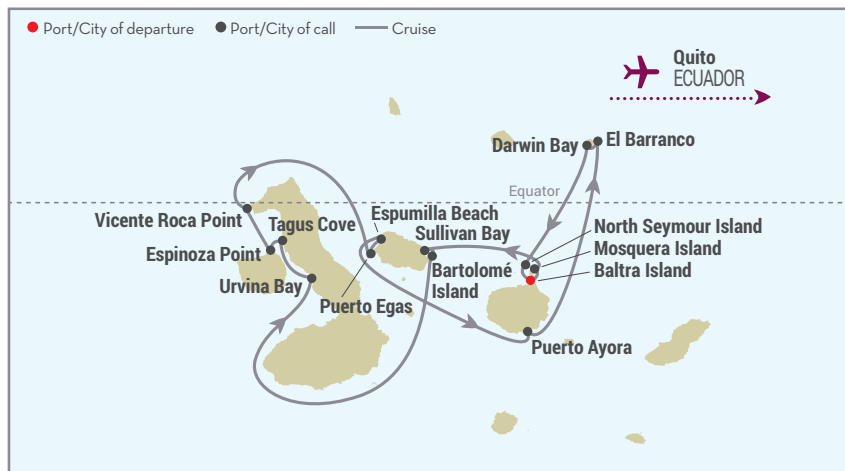 Port/City of departure
Port/City of call
Cruise
Quito
ECUADOR
Darwin Bay
El Barranco
Equator
Vicente Roca Point
Tagus Cove
Espumilla Beach
North Seymour Island
Espinoza Point
Sullivan Bay
Mosquera Island
Urvina Bay
Bartolomé
Island
Baltra Island
Puerto Egas
Puerto Ayora